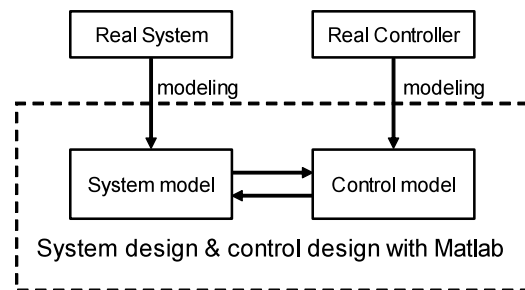 Real System
Real Controller
modeling
modeling
System model
Control model
System design & control design with Matlab